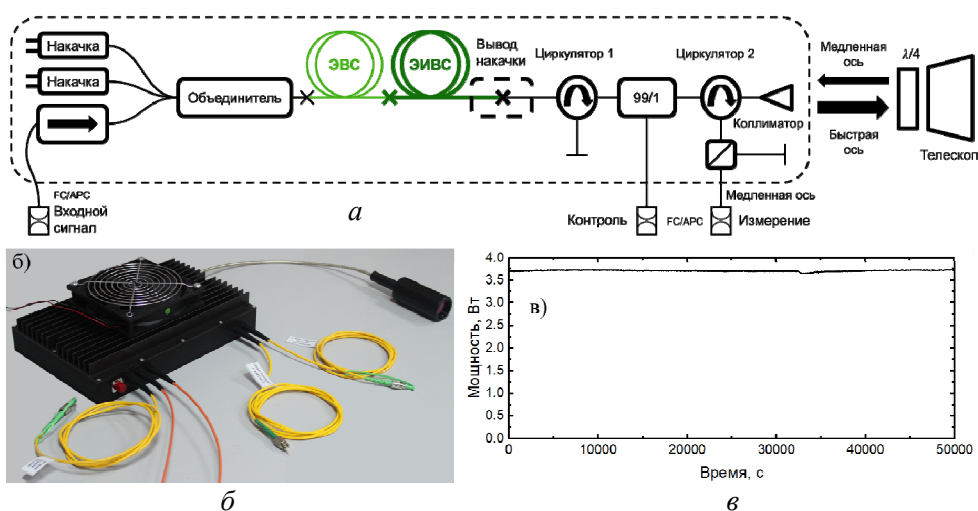 Накачка
Накачка
Объединитель
ЭВС
ЭИВС
Вывод
накачки
Циркулятор 1
99/1
Циркулятор 2
Коллиматор
Медленная
ось
Быстрая
ось
λ/4
Телескоп
FC/APC
Входной
сигнал
а
Контроль
FC/APC
Медленная ось
Измерение
б)
б
в)
Мощность, Вт
4.0
3.5
3.0
2.5
2.0
1.5
1.0
0.5
0.0
0
10000
20000
30000
40000
50000
Время, с
в